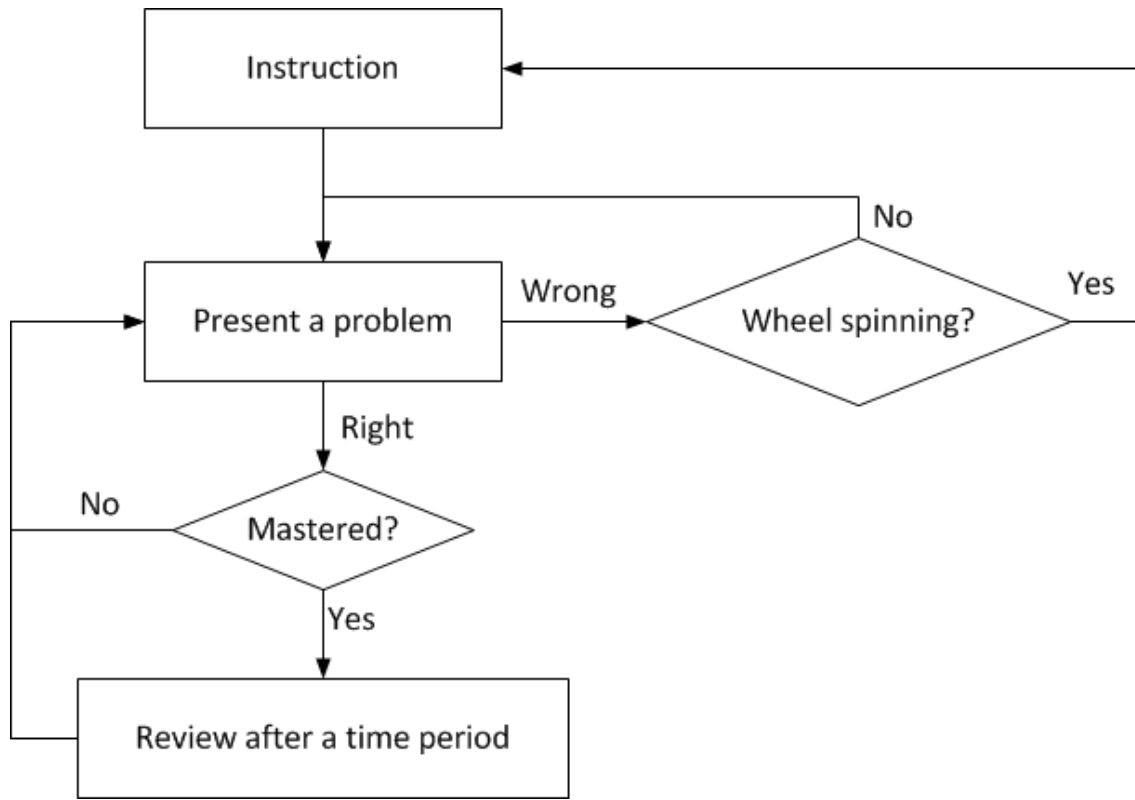 Instruction
No
Yes
Wrong
Present a problem
Wheel spinning?
Right
No
Mastered?
Yes
Review after a time period